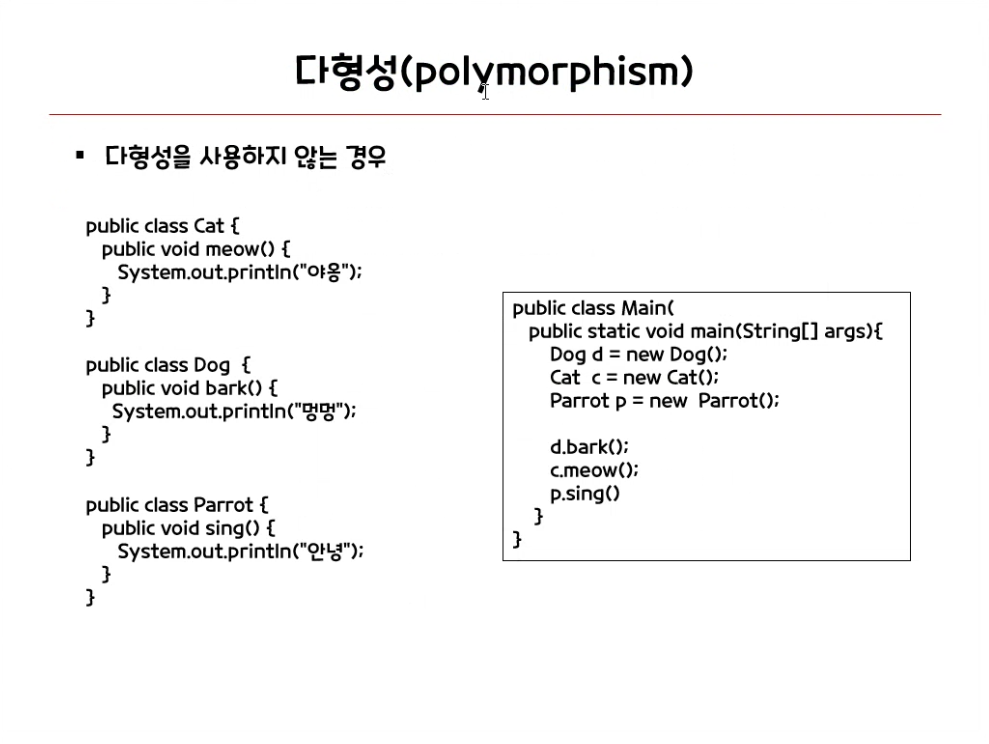 다형성(polymorphism)
▪ 다형성을 사용하지 않는 경우
public class Cat {
public void meow() {
System.out.println("야옹");
}
}
public class Dog {
public void bark() {
System.out.println("멍멍");
}
}
public class Parrot {
public void sing() {
System.out.println("안녕");
}
}
public class Main(
public static void main(String[] args){
Dog d = new Dog();
Cat c = new Cat();
Parrot p = new Parrot();
d.bark();
c.meow();
p.sing()
}
}